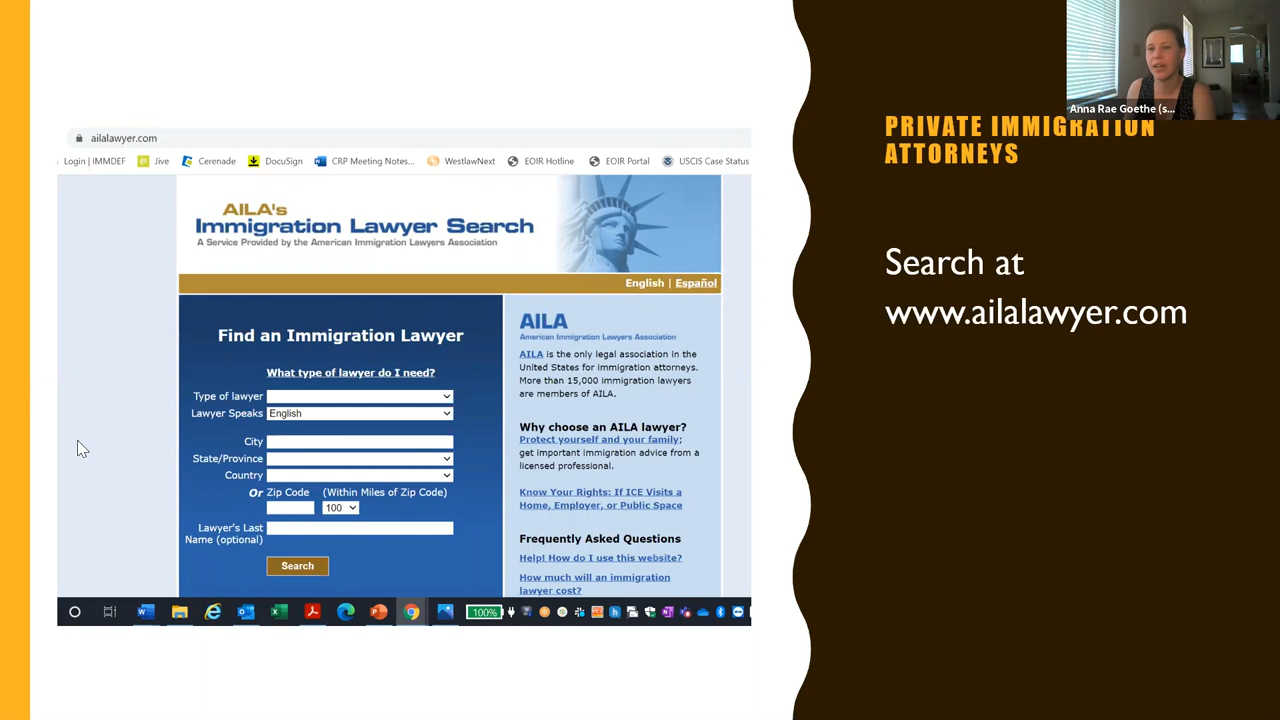 ailalawyer.com
Login | IMMDEF Jive Cerenade DocuSign CRP Meeting Notes... WestlawNext EOIR Hotline EOIR Portal USCIS Case Status
AILA's
Immigration Lawyer Search
A Service Provided by the American Immigration Lawyers Association
English | Español
Find an Immigration Lawyer
What type of lawyer do I need?
Type of lawyer
Lawyer Speaks English
City
State/Province
Country
Or Zip Code (Within Miles of Zip Code)
100
Lawyer's Last
Name (optional)
Search
AILA
American Immigration Lawyers Association
AILA is the only legal association in the
United States for immigration attorneys.
More than 15,000 immigration lawyers
are members of AILA.
Why choose an AILA lawyer?
Protect yourself and your family;
get important immigration advice from a
licensed professional.
Know Your Rights: If ICE Visits a
Home, Employer, or Public Space
Frequently Asked Questions
Help! How do I use this website?
How much will an immigration
lawyer cost?
100%
Anna Rae Goethe (s...
PRIVATE IMMIGRATION
ATTORNEYS
Search at
www.ailalawyer.com